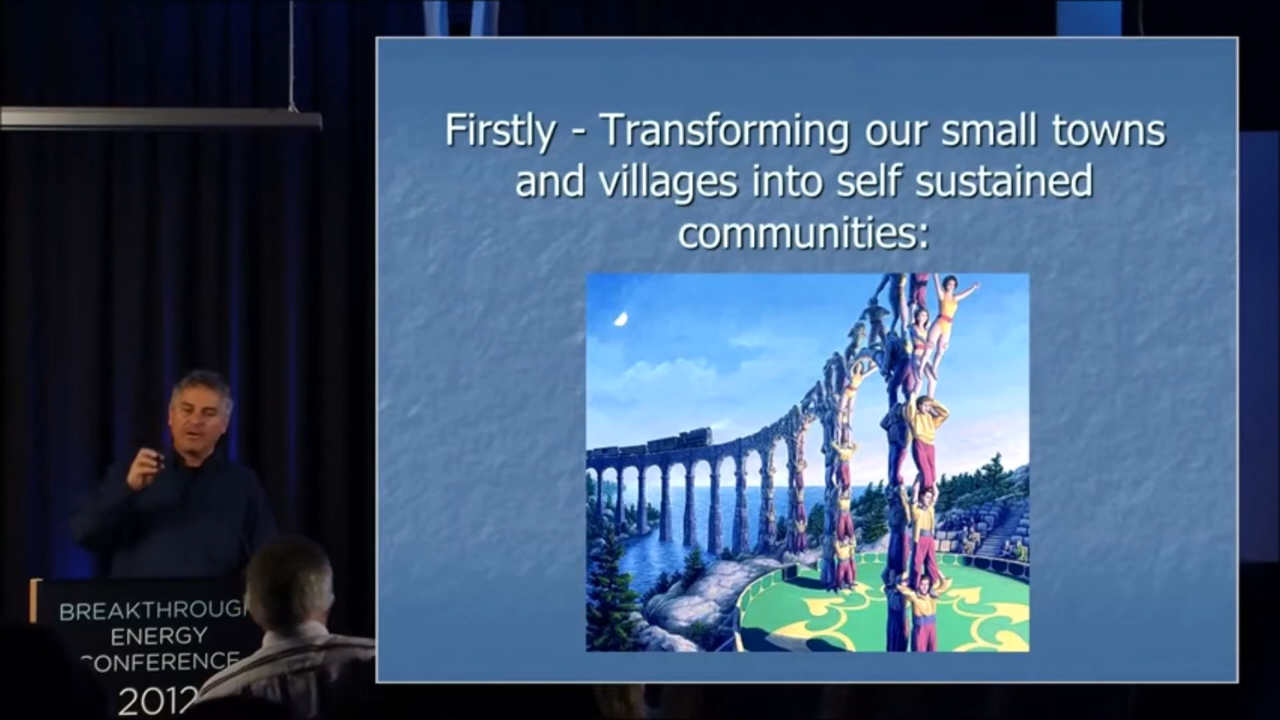 Firstly - Transforming our small towns
and villages into self sustained
communities:
BREAKTHROUGH
ENERGY
CONFERENCE
2012